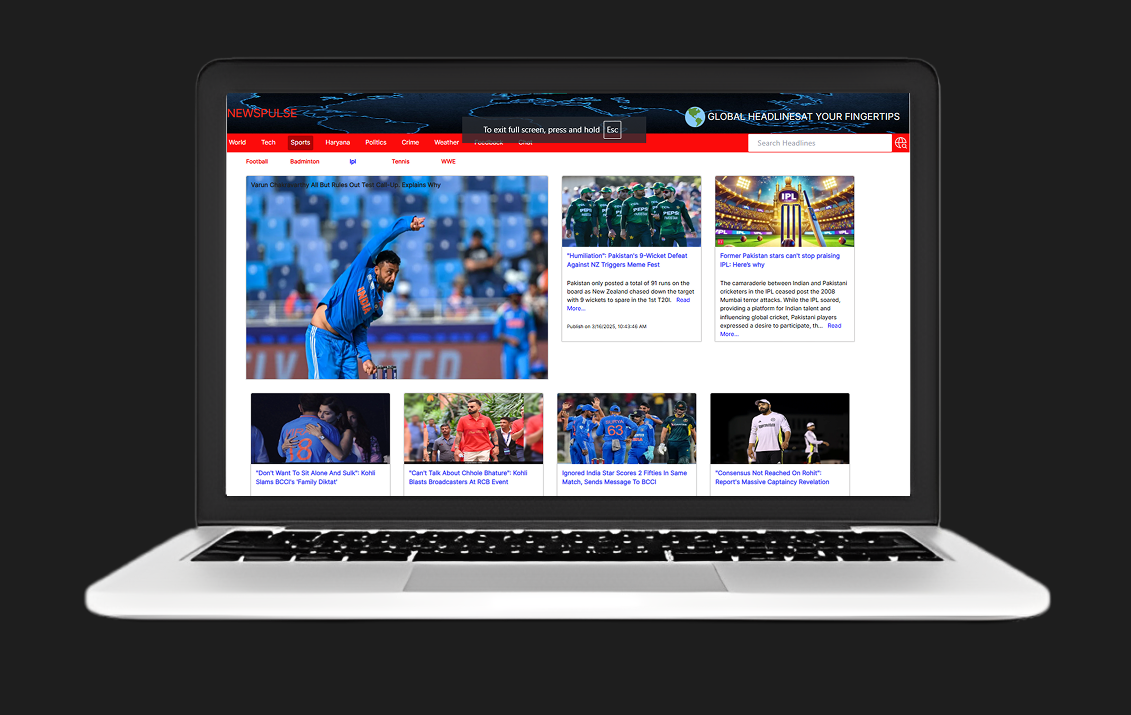 NEWSPULSE
GLOBAL HEADLINESAT YOUR FINGERTIPS
To exit full screen, press and hold Esc
World Tech Sports Haryana Politics Crime Weather Feedback Chat
Search Headlines
Football Badminton Ipl Tennis WWE
Varun All But Rules Out Test Call-Up, Explains Why
INDIA
PEPSI
PEPSI
"Humiliation": Pakistan's 9-Wicket Defeat
Against NZ Triggers Meme Fest
Pakistan only posted a total of 91 runs on the
board as New Zealand chased down the target
with 9 wickets to spare in the 1st T20I. Read
More...
Publish on 3/16/2025, 10:43:46 AM
IPL
Former Pakistan stars can't stop praising
IPL: Here's why
The camaraderie between Indian and Pakistani
cricketers in the IPL ceased post the 2008
Mumbai terror attacks. While the IPL soared,
providing a platform for Indian talent and
influencing global cricket, Pakistani players
expressed a desire to participate, th... Read
More...
18
"Don't Want To Sit Alone And Sulk": Kohli
Slams BCCI's 'Family Diktat'
"Can't Talk About Chhole Bhature": Kohli
Blasts Broadcasters At RCB Event
SURYA
63
Ignored India Star Scores 2 Fifties In Same
Match, Sends Message To BCCI
"Consensus Not Reached On Rohit":
Report's Massive Captaincy Revelation